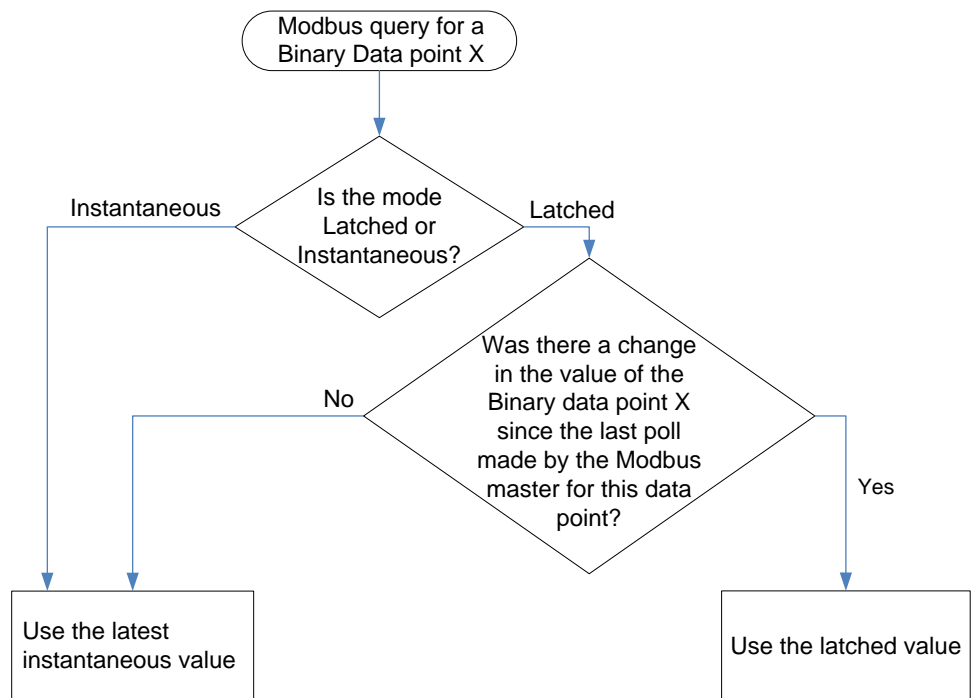 Modbus query for a
Binary Data point X
Is the mode
Latched or
Instantaneous?
Instantaneous
Latched
Was there a change
in the value of the
Binary data point X
since the last poll
made by the Modbus
master for this data
point?
No
Yes
Use the latest
instantaneous value
Use the latched value